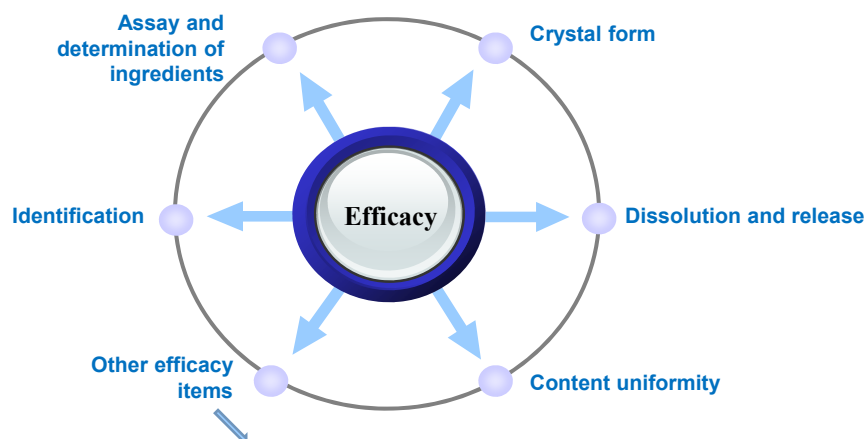 Assay and
determination of
ingredients
Crystal form
Identification
Efficacy
Dissolution and release
Other efficacy
items
Content uniformity